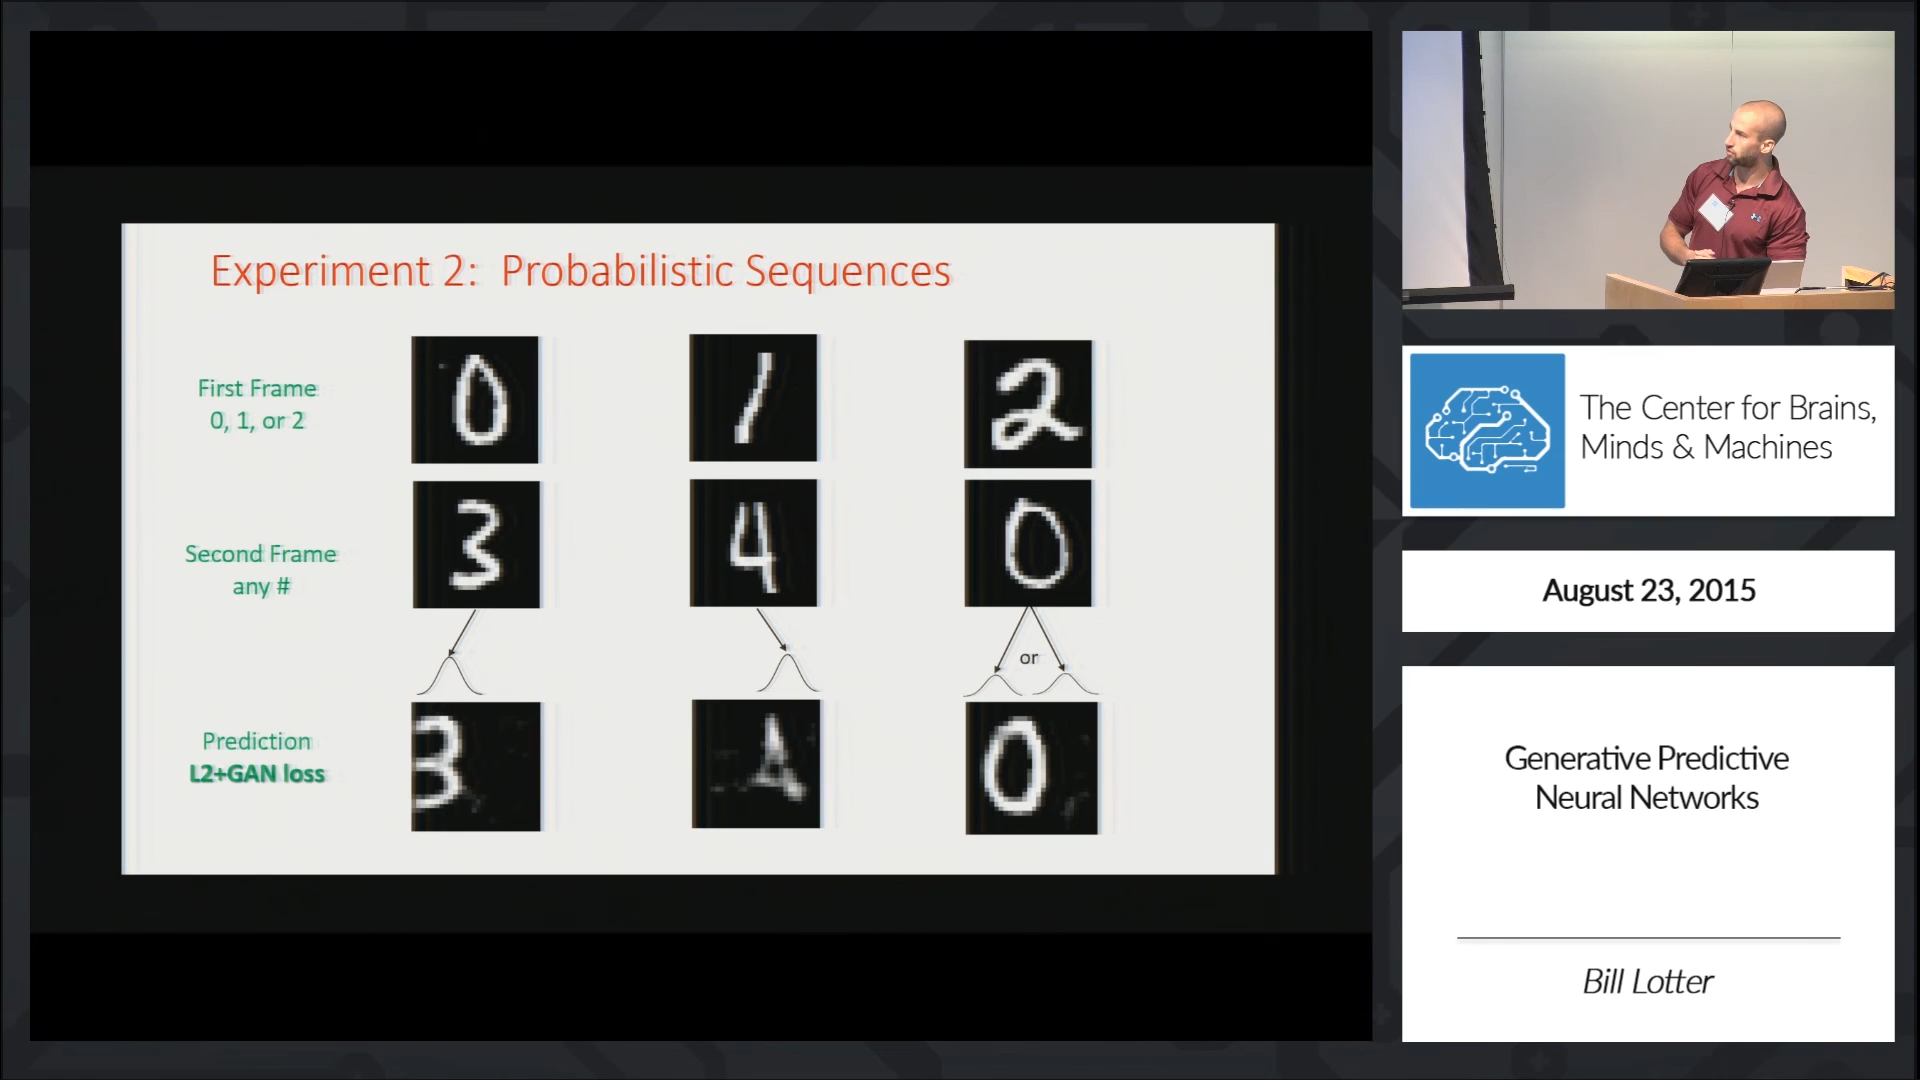 Experiment 2: Probabilistic Sequences
First Frame
0, 1, or 2
0 1 2
Second Frame
any #
3 4 0
or
Prediction
L2+GAN loss
3 4 0
The Center for Brains,
Minds & Machines
August 23, 2015
Generative Predictive
Neural Networks
Bill Lotter